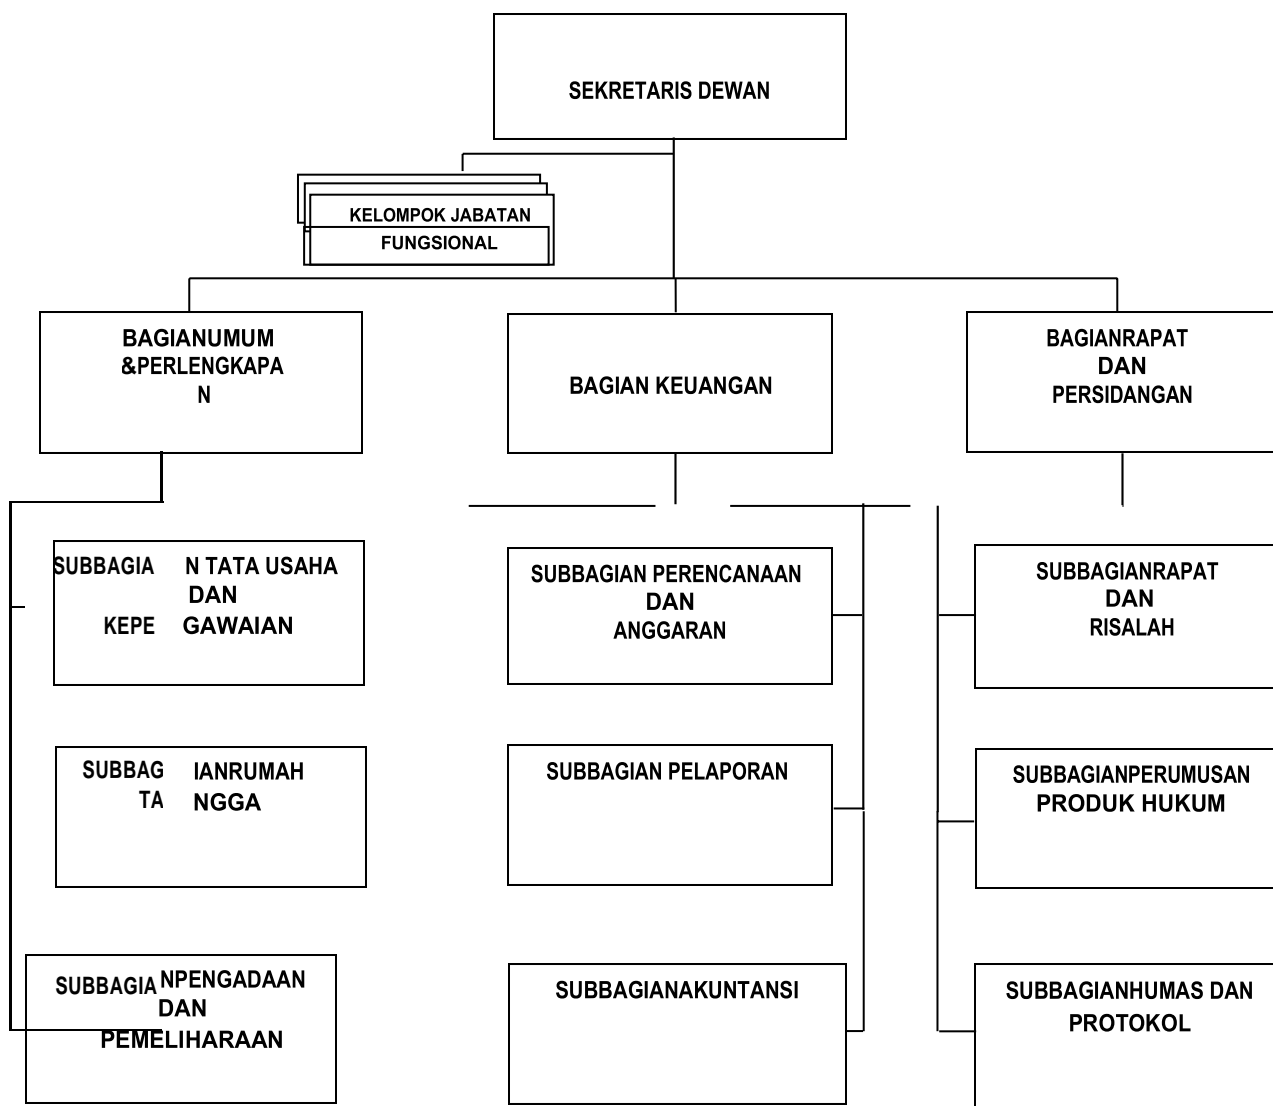 SEKRETARIS DEWAN
KELOMPOK JABATAN
FUNGSIONAL
BAGIANUMUM
&PERLENGKAPA
N
BAGIAN KEUANGAN
BAGIANRAPAT
DAN
PERSIDANGAN
SUBBAGIA N TATA USAHA
DAN
KEPE GAWAIAN
SUBBAGIAN PERENCANAAN
DAN
ANGGARAN
SUBBAGIANRAPAT
DAN
RISALAH
SUBBAG IANRUMAH
TA NGGA
SUBBAGIAN PELAPORAN
SUBBAGIANPERUMUSAN
PRODUK HUKUM
SUBBAGIA NPENGADAAN
DAN
PEMELIHARAAN
SUBBAGIANAKUNTANSI
SUBBAGIANHUMAS DAN
PROTOKOL